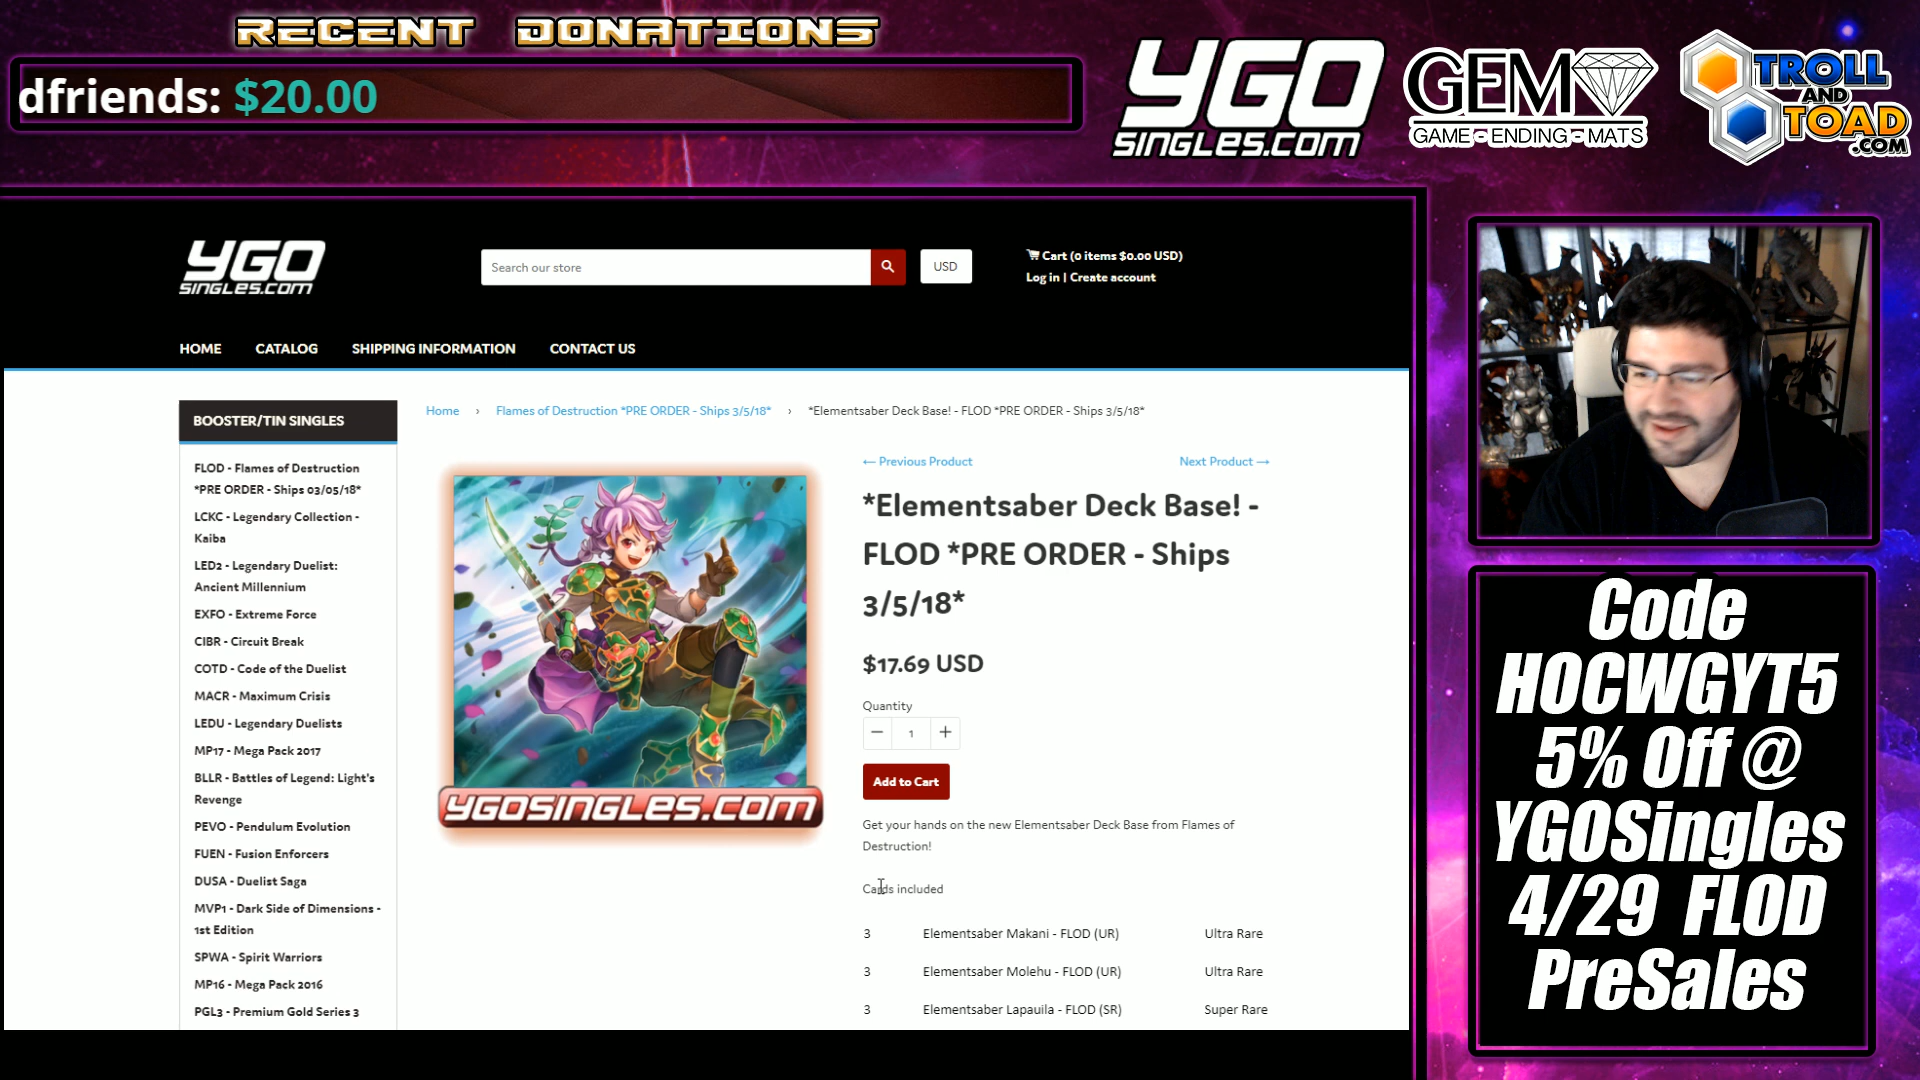 RECENT DONATIONS
dfriends: $20.00
YGO
SINGLES.COM
GEM
GAME - ENDING - MATS
TROLL
AND
TOAD
.COM
YGO
SINGLES.COM
Search our store
USD
Cart (0 items $0.00 USD)
Log in | Create account
HOME
CATALOG
SHIPPING INFORMATION
CONTACT US
BOOSTER/TIN SINGLES
FLOD - Flames of Destruction
*PRE ORDER - Ships 03/05/18*
LCKC - Legendary Collection -
Kaiba
LED2 - Legendary Duelist:
Ancient Millennium
EXFO - Extreme Force
CIBR - Circuit Break
COTD - Code of the Duelist
MACR - Maximum Crisis
LEDU - Legendary Duelists
MP17 - Mega Pack 2017
BLLR - Battles of Legend: Light's
Revenge
PEVO - Pendulum Evolution
FUEN - Fusion Enforcers
DUSA - Duelist Saga
MVP1 - Dark Side of Dimensions -
1st Edition
SPWA - Spirit Warriors
MP16 - Mega Pack 2016
PGL3 - Premium Gold Series 3
Home › Flames of Destruction *PRE ORDER - Ships 3/5/18* › *Elementsaber Deck Base! - FLOD *PRE ORDER - Ships 3/5/18*
YGOSINGLES.COM
← Previous Product
Next Product →
*Elementsaber Deck Base! -
FLOD *PRE ORDER - Ships
3/5/18*
$17.69 USD
Quantity
− 1 +
Add to Cart
Get your hands on the new Elementsaber Deck Base from Flames of
Destruction!
Cards included
3 Elementsaber Makani - FLOD (UR) Ultra Rare
3 Elementsaber Molehu - FLOD (UR) Ultra Rare
3 Elementsaber Lapauila - FLOD (SR) Super Rare
Code
HOCWGYT5
5% Off @
YGOSingles
4/29 FLOD
PreSales